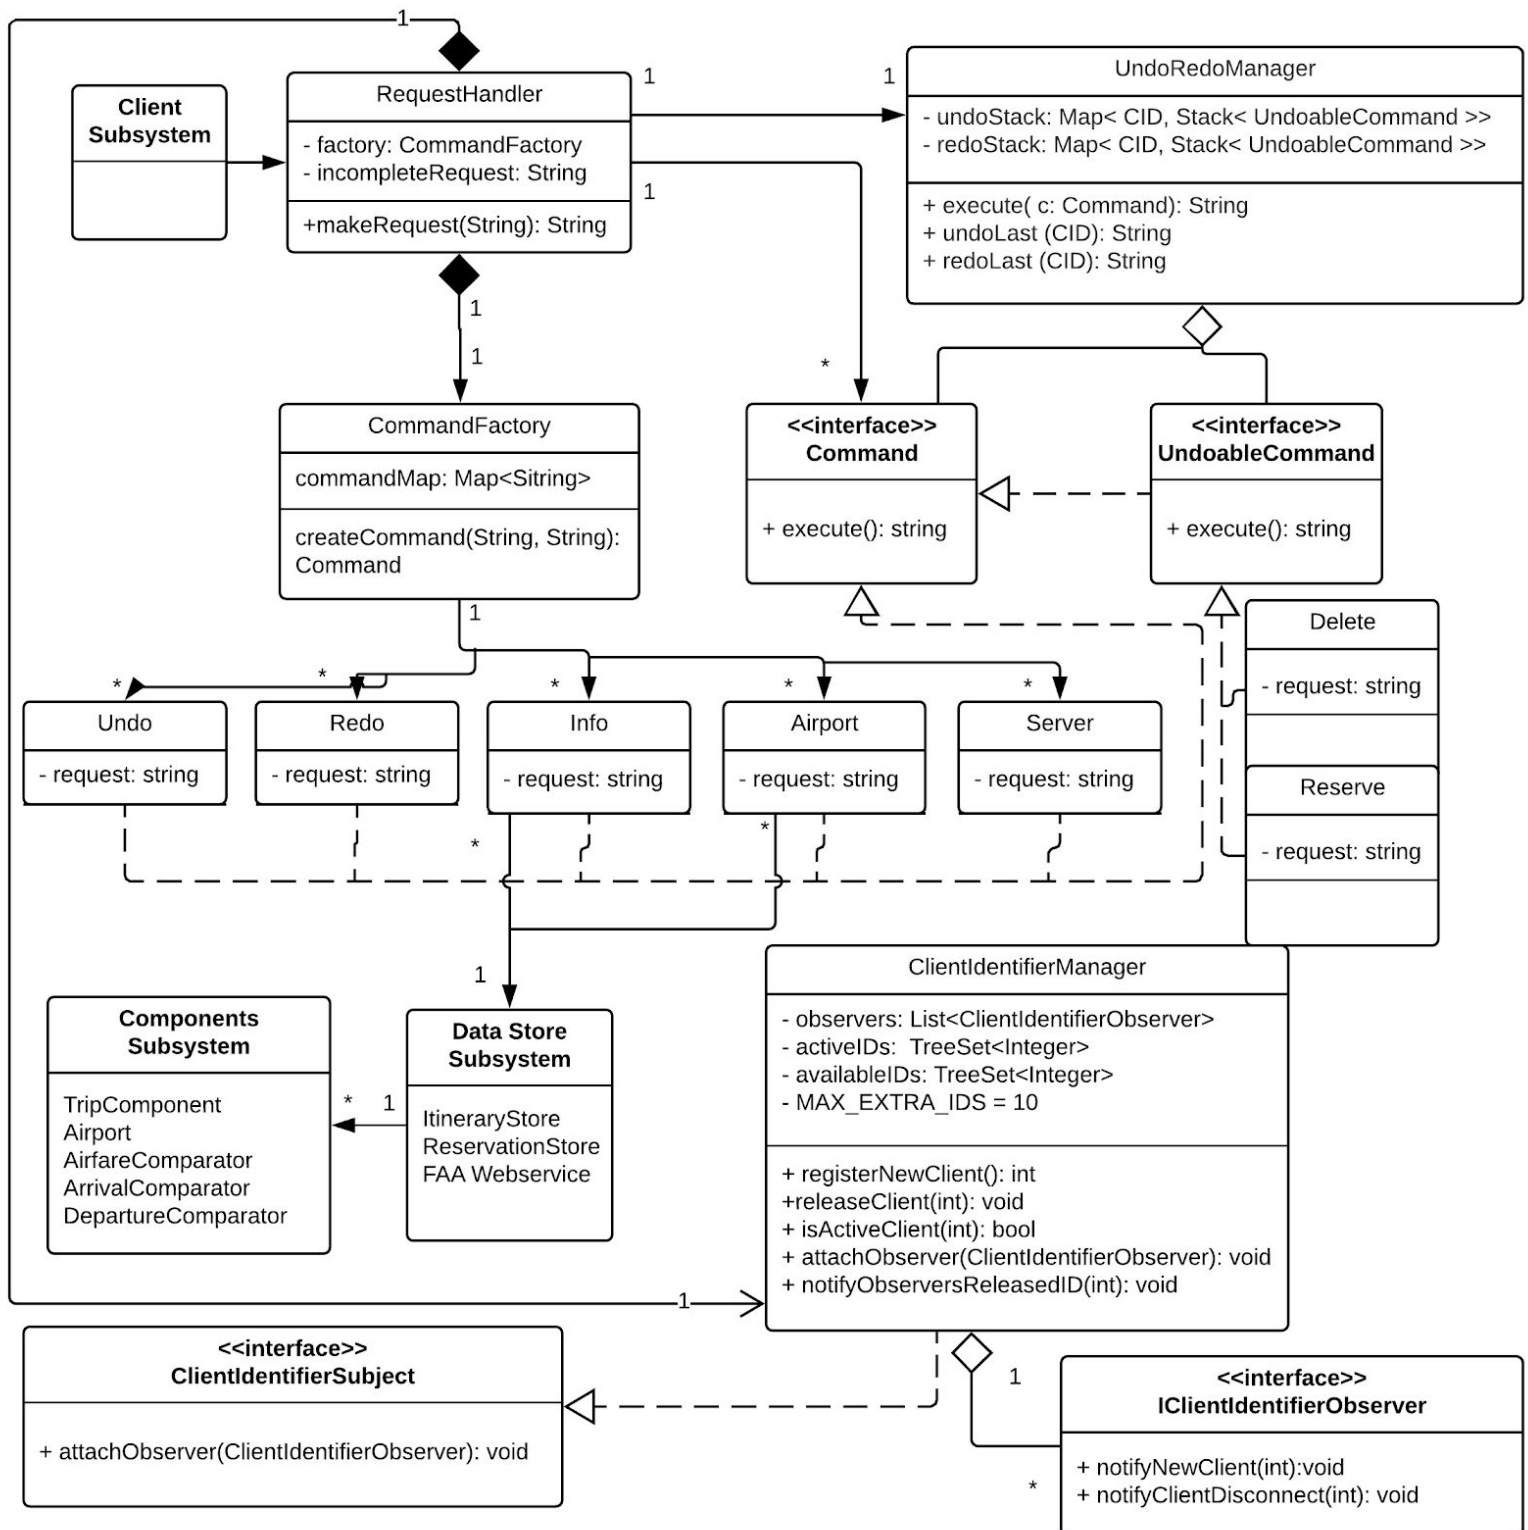 1
Client
Subsystem
RequestHandler
- factory: CommandFactory
- incompleteRequest: String
+makeRequest(String): String
1
1
1
UndoRedoManager
- undoStack: Map< CID, Stack< UndoableCommand >>
- redoStack: Map< CID, Stack< UndoableCommand >>
+ execute( c: Command): String
+ undoLast (CID): String
+ redoLast (CID): String
1
1
*
CommandFactory
commandMap: Map<Sitring>
createCommand(String, String):
Command
<<interface>>
Command
+ execute(): string
<<interface>>
UndoableCommand
+ execute(): string
1
*
*
*
*
*
Undo
- request: string
Redo
- request: string
Info
- request: string
Airport
- request: string
Server
- request: string
Delete
- request: string
Reserve
- request: string
*
*
1
Components
Subsystem
TripComponent
Airport
AirfareComparator
ArrivalComparator
DepartureComparator
*
1
Data Store
Subsystem
ItineraryStore
ReservationStore
FAA Webservice
ClientIdentifierManager
- observers: List<ClientIdentifierObserver>
- activeIDs:  TreeSet<Integer>
- availableIDs: TreeSet<Integer>
- MAX_EXTRA_IDS = 10
+ registerNewClient(): int
+releaseClient(int): void
+ isActiveClient(int): bool
+ attachObserver(ClientIdentifierObserver): void
+ notifyObserversReleasedID(int): void
1
<<interface>>
ClientIdentifierSubject
+ attachObserver(ClientIdentifierObserver): void
1
*
<<interface>>
IClientIdentifierObserver
+ notifyNewClient(int):void
+ notifyClientDisconnect(int): void